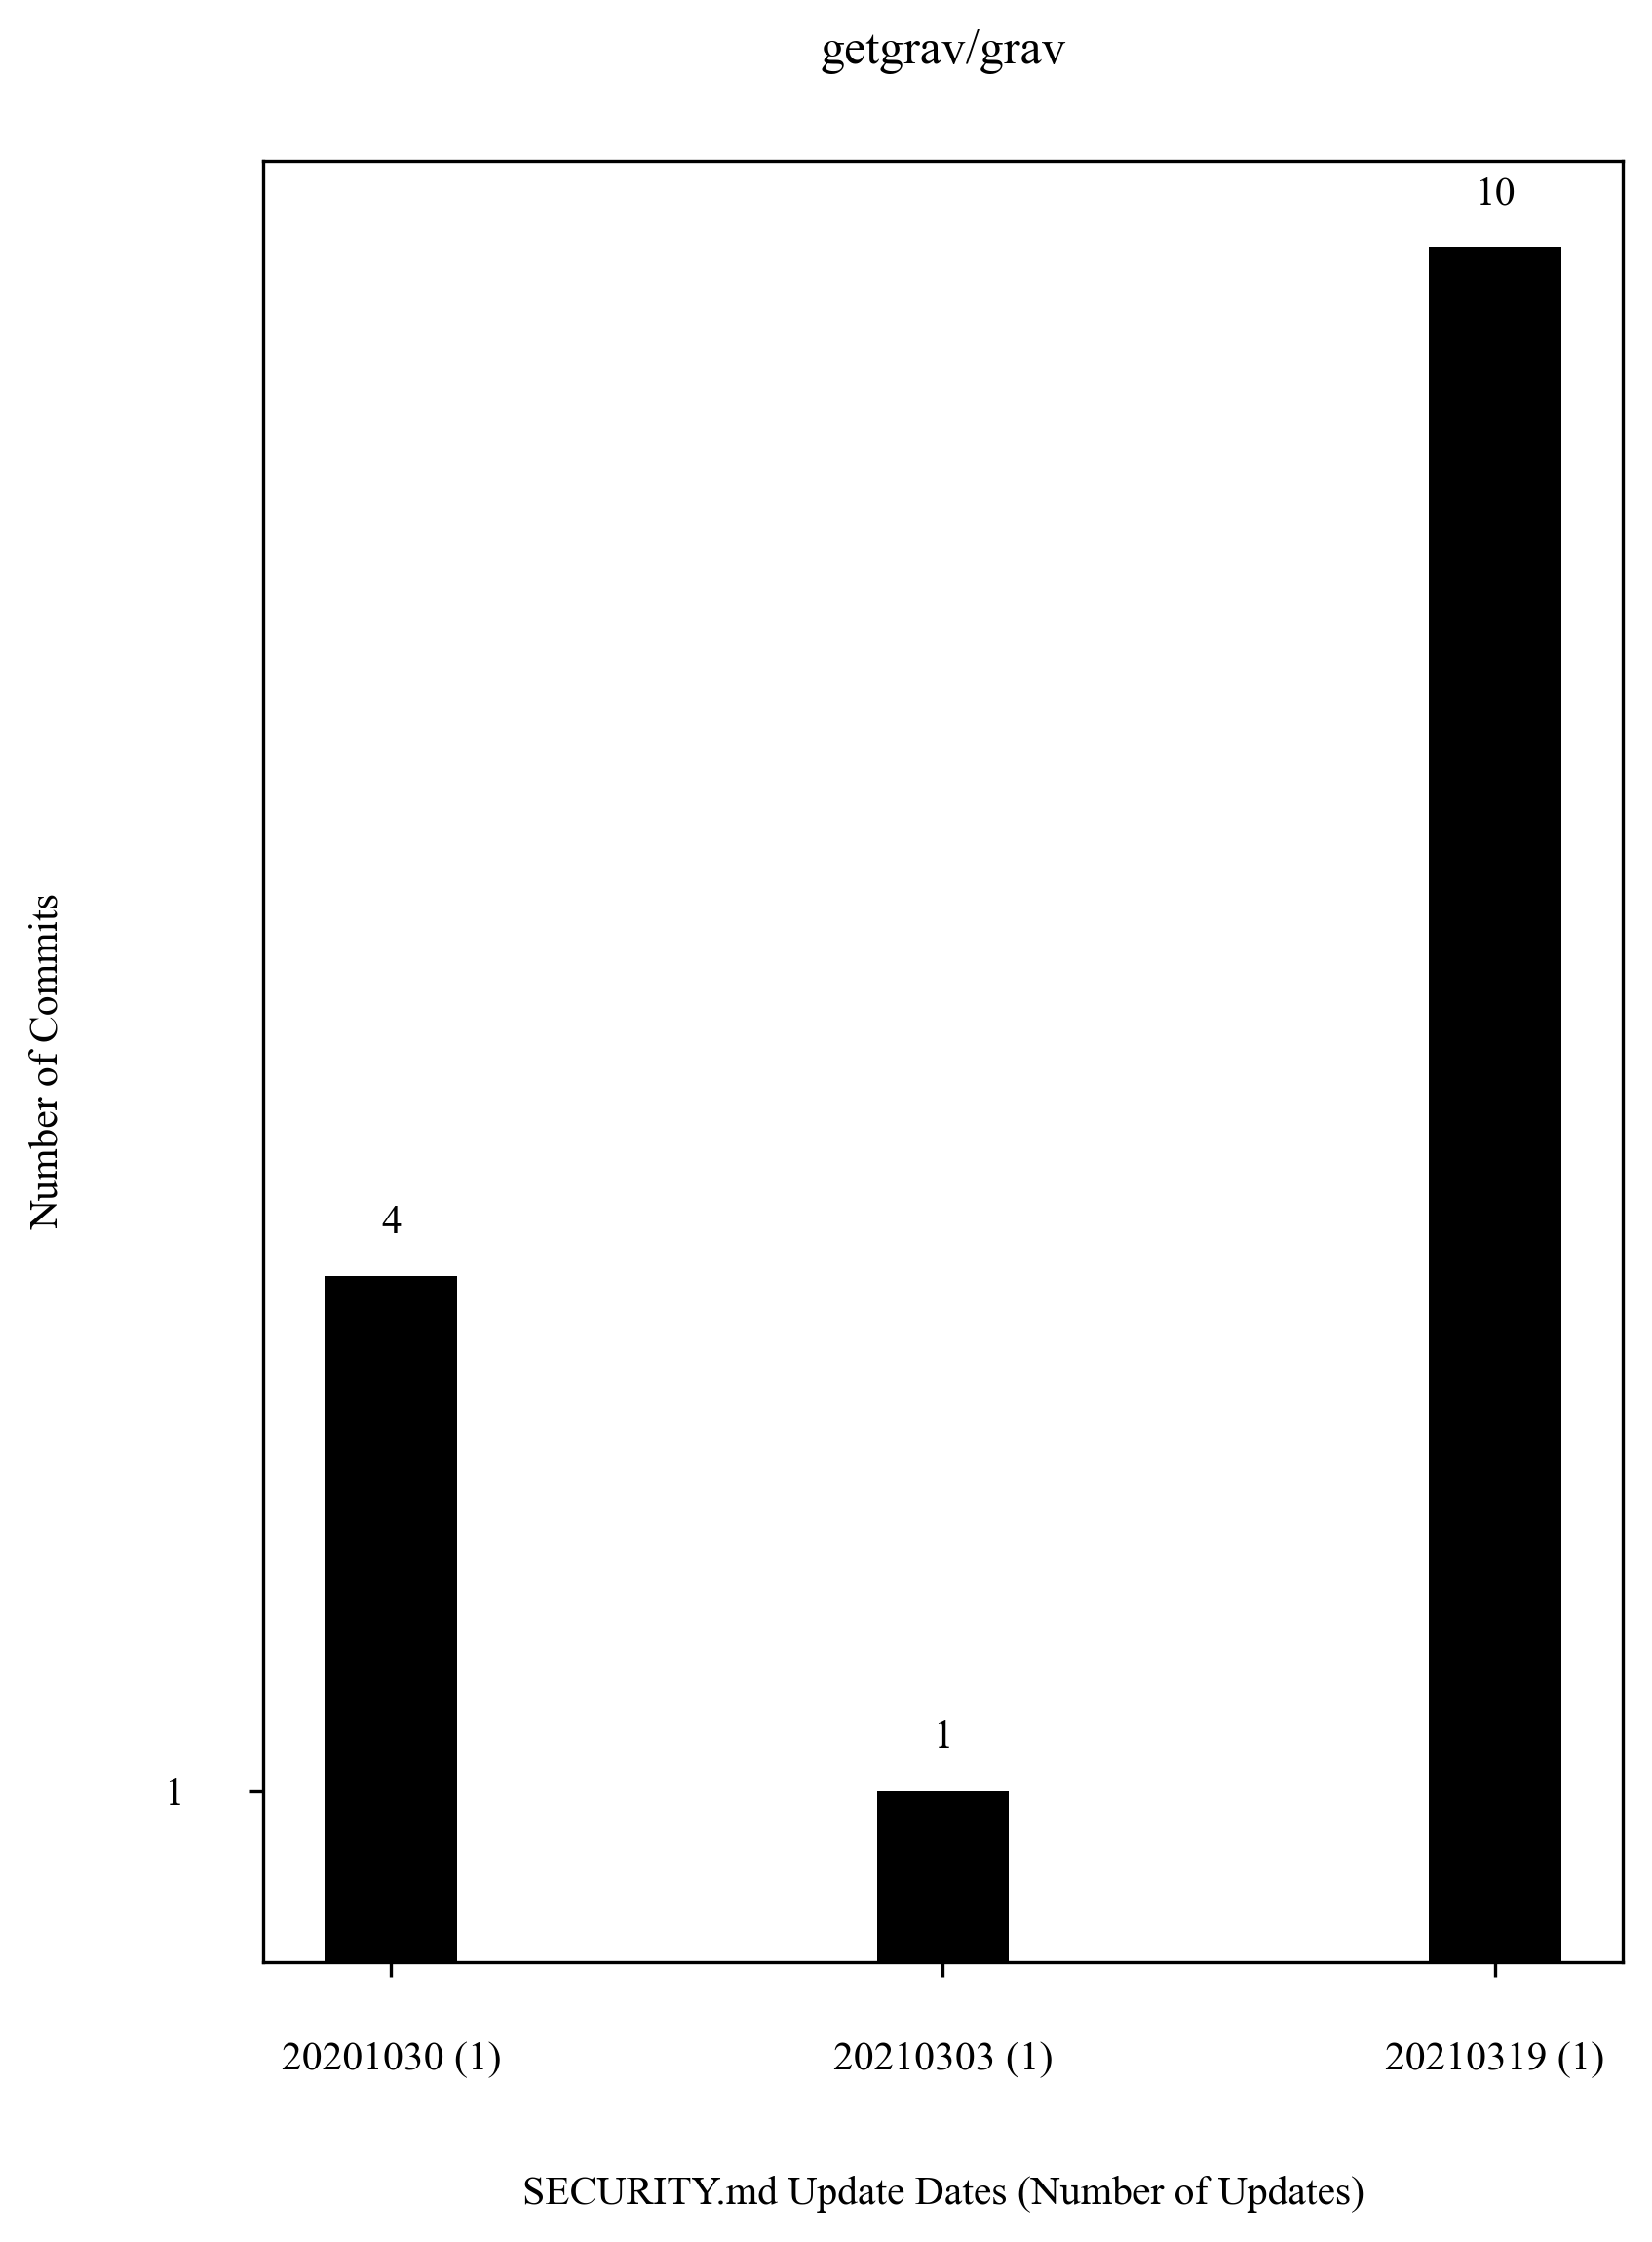 getgrav/grav
10
4
1
1
Number of Commits
20201030 (1) 20210303 (1) 20210319 (1)
SECURITY.md Update Dates (Number of Updates)